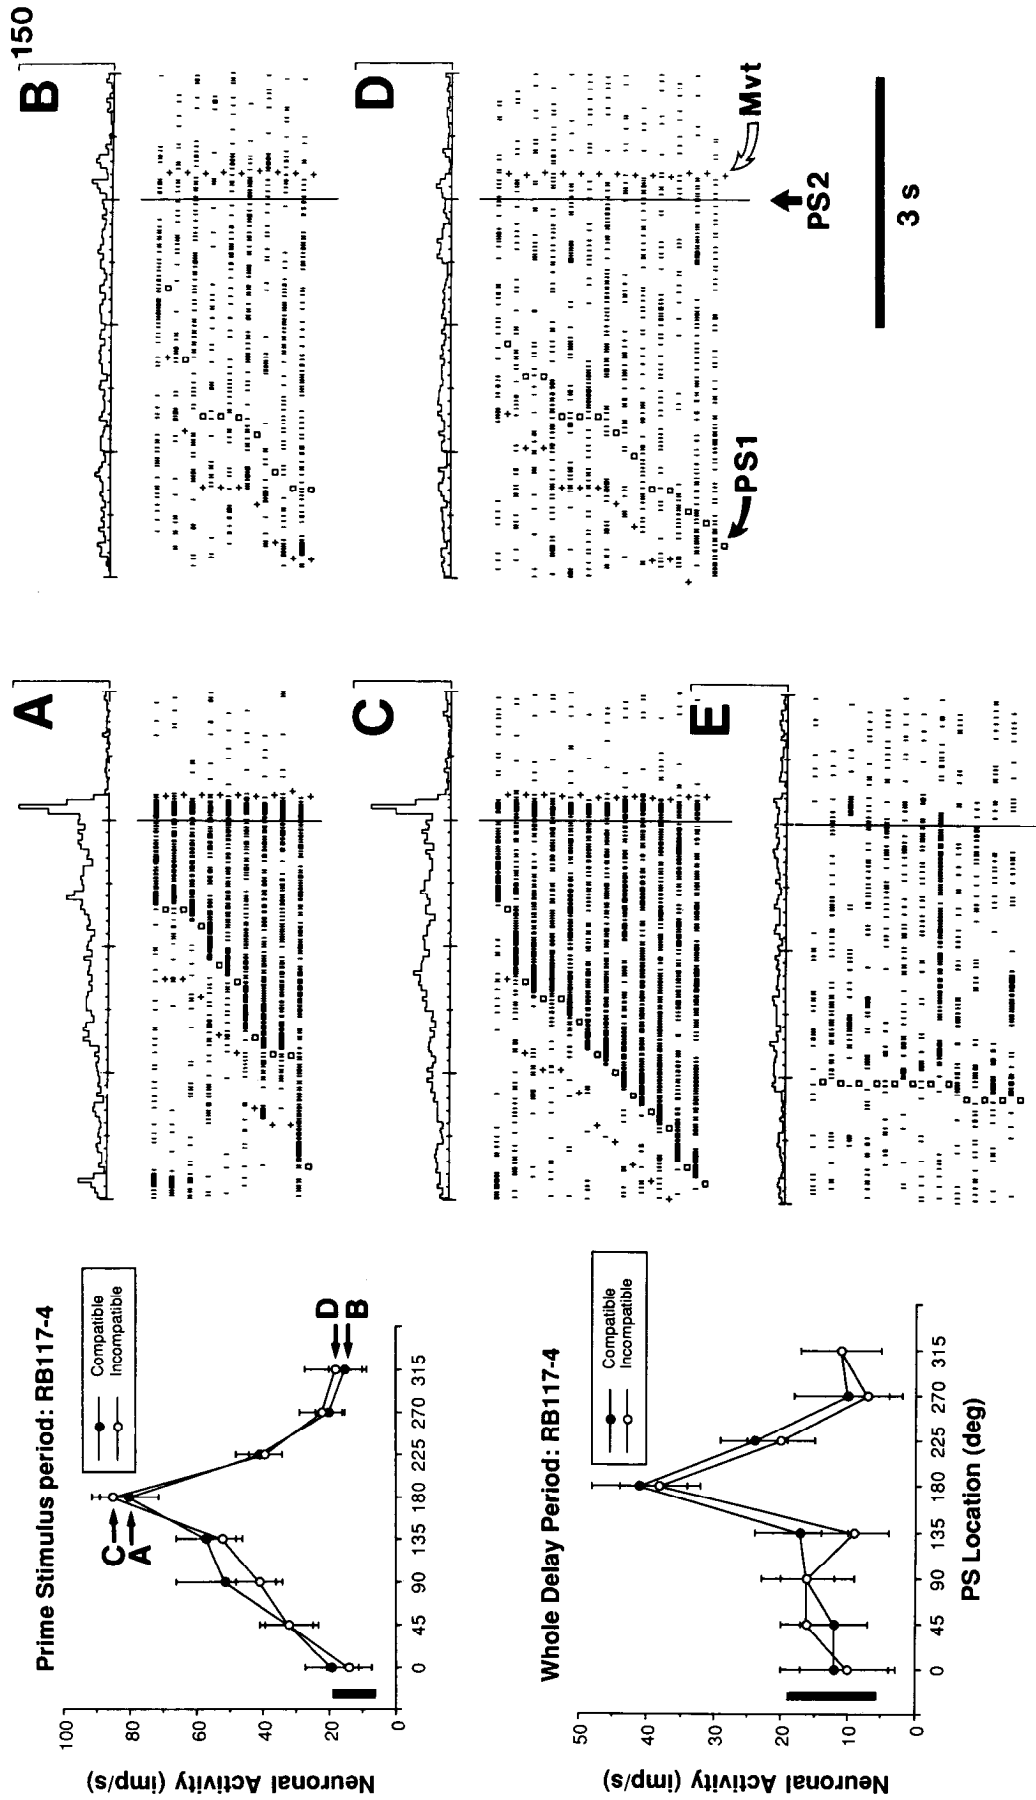 Prime Stimulus period: RB117-4
Neuronal Activity (imp/s)
100
80
60
40
20
0
0 45 90 135 180 225 270 315
Compatible
Incompatible
C
A
D
B
Whole Delay Period: RB117-4
Neuronal Activity (imp/s)
50
40
30
20
10
0
0 45 90 135 180 225 270 315
PS Location (deg)
Compatible
Incompatible
A
B
150
C
D
PS1
PS2
Mvt
E
3 s